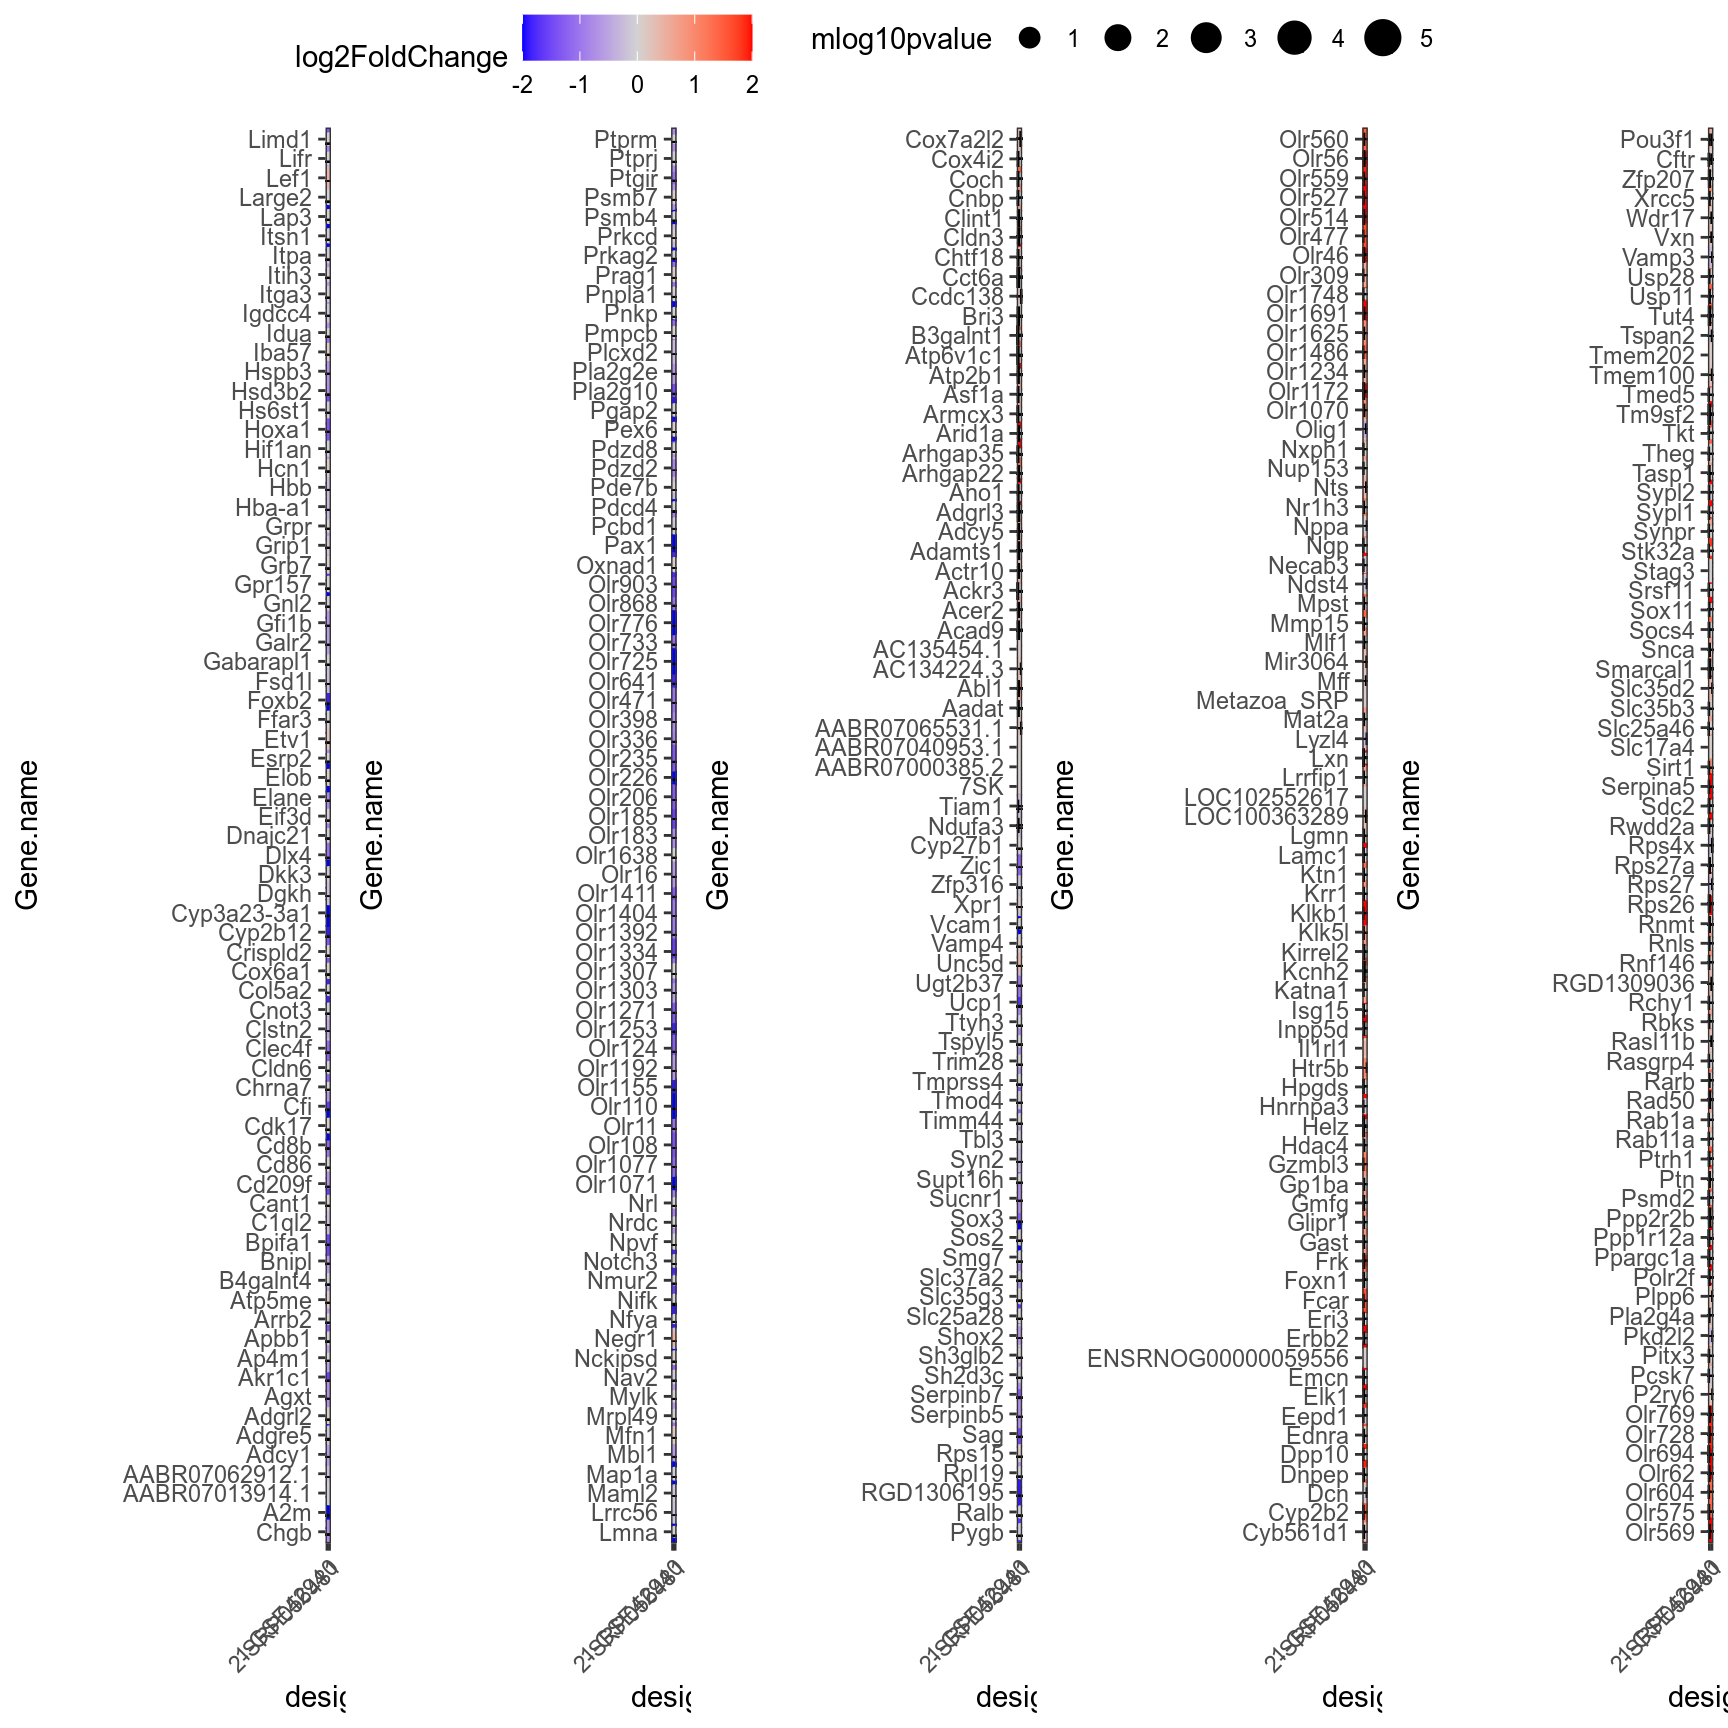 log2FoldChange
-2 -1 0 1 2
mlog10pvalue 1 2 3 4 5
Gene.name
Limd1
Lifr
Lef1
Large2
Lap3
Itsn1
Itpa
Itih3
Itga3
Igdcc4
Idua
Iba57
Hspb3
Hsd3b2
Hs6st1
Hoxa1
Hif1an
Hcn1
Hbb
Hba-a1
Grpr
Grip1
Grb7
Gpr157
Gnl2
Gfi1b
Galr2
Gabarapl1
Fsd1l
Foxb2
Ffar3
Etv1
Esrp2
Elob
Elane
Eif3d
Dnajc21
Dlx4
Dkk3
Dgkh
Cyp3a23-3a1
Cyp2b12
Crispld2
Cox6a1
Col5a2
Cnot3
Clstn2
Clec4f
Cldn6
Chrna7
Cfi
Cdk17
Cd8b
Cd86
Cd209f
Cant1
C1ql2
Bpifa1
Bnipl
B4galnt4
Atp5me
Arrb2
Apbb1
Ap4m1
Akr1c1
Agxt
Adgrl2
Adgre5
Adcy1
AABR07062912.1
AABR07013914.1
A2m
Chgb
Gene.name
Ptprm
Ptprj
Ptgir
Psmb7
Psmb4
Prkcd
Prkag2
Prag1
Pnpla1
Pnkp
Pmpcb
Plcxd2
Pla2g2e
Pla2g10
Pgap2
Pex6
Pdzd8
Pdzd2
Pde7b
Pdcd4
Pcbd1
Pax1
Oxnad1
Olr903
Olr868
Olr776
Olr733
Olr725
Olr641
Olr471
Olr398
Olr336
Olr235
Olr226
Olr206
Olr185
Olr183
Olr1638
Olr16
Olr1411
Olr1404
Olr1392
Olr1334
Olr1307
Olr1303
Olr1271
Olr1253
Olr124
Olr1192
Olr1155
Olr110
Olr11
Olr108
Olr1077
Olr1071
Nrl
Nrdc
Npvf
Notch3
Nmur2
Nifk
Nfya
Negr1
Nckipsd
Nav2
Mylk
Mrpl49
Mfn1
Mbl1
Map1a
Maml2
Lrrc56
Lmna
Gene.name
Cox7a2l2
Cox4i2
Coch
Cnbp
Clint1
Cldn3
Chtf18
Cct6a
Ccdc138
Bri3
B3galnt1
Atp6v1c1
Atp2b1
Asf1a
Armcx3
Arid1a
Arhgap35
Arhgap22
Ano1
Adgrl3
Adcy5
Adamts1
Actr10
Ackr3
Acer2
Acad9
AC135454.1
AC134224.3
Abl1
Aadat
AABR07065531.1
AABR07040953.1
AABR07000385.2
7SK
Tiam1
Ndufa3
Cyp27b1
Zic1
Zfp316
Xpr1
Vcam1
Vamp4
Unc5d
Ugt2b37
Ucp1
Ttyh3
Tspyl5
Trim28
Tmprss4
Tmod4
Timm44
Tbl3
Syn2
Supt16h
Sucnr1
Sox3
Sos2
Smg7
Slc37a2
Slc35g3
Slc25a28
Shox2
Sh3glb2
Sh2d3c
Serpinb7
Serpinb5
Sag
Rps15
Rpl19
RGD1306195
Ralb
Pygb
Gene.name
Olr560
Olr56
Olr559
Olr527
Olr514
Olr477
Olr46
Olr309
Olr1748
Olr1691
Olr1625
Olr1486
Olr1234
Olr1172
Olr1070
Olig1
Nxph1
Nup153
Nts
Nr1h3
Nppa
Ngp
Necab3
Ndst4
Mpst
Mmp15
Mlf1
Mir3064
Mff
Metazoa_SRP
Mat2a
Lyzl4
Lxn
Lrrfip1
LOC102552617
LOC100363289
Lgmn
Lamc1
Ktn1
Krr1
Klkb1
Klk5l
Kirrel2
Kcnh2
Katna1
Isg15
Inpp5d
Il1rl1
Htr5b
Hpgds
Hnrnpa3
Helz
Hdac4
Gzmbl3
Gp1ba
Gmfg
Glipr1
Gast
Frk
Foxn1
Fcar
Eri3
Erbb2
ENSRNOG00000059556
Emcn
Elk1
Eepd1
Ednra
Dpp10
Dnpep
Dcn
Cyp2b2
Cyb561d1
Gene.name
Pou3f1
Cftr
Zfp207
Xrcc5
Wdr17
Vxn
Vamp3
Usp28
Usp11
Tut4
Tspan2
Tmem202
Tmem100
Tmed5
Tm9sf2
Tkt
Theg
Tasp1
Sypl2
Sypl1
Synpr
Stk32a
Stag3
Srsf11
Sox11
Socs4
Snca
Smarcal1
Slc35d2
Slc35b3
Slc25a46
Slc17a4
Sirt1
Serpina5
Sdc2
Rwdd2a
Rps4x
Rps27a
Rps27
Rps26
Rnmt
Rnls
Rnf146
RGD1309036
Rchy1
Rbks
Rasl11b
Rasgrp4
Rarb
Rad50
Rab1a
Rab11a
Ptrh1
Ptn
Psmd2
Ppp2r2b
Ppp1r12a
Ppargc1a
Polr2f
Plpp6
Pla2g4a
Pkd2l2
Pitx3
Pcsk7
P2ry6
Olr769
Olr728
Olr694
Olr62
Olr604
Olr575
Olr569
desig
desig
desig
desig
desig